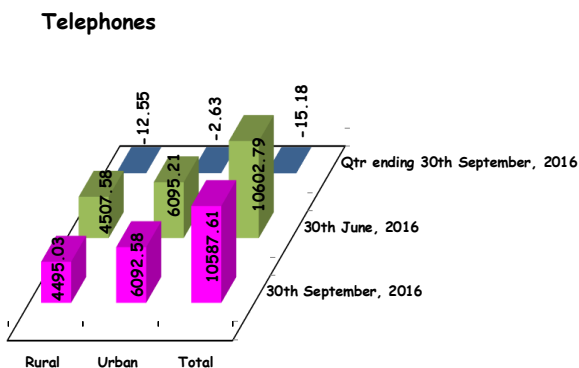 Telephones
-12.55
-2.63
-15.18
Qtr ending 30th September, 2016
4507.58
6095.21
10602.79
30th June, 2016
4495.03
6092.58
10587.61
30th September, 2016
Rural Urban Total